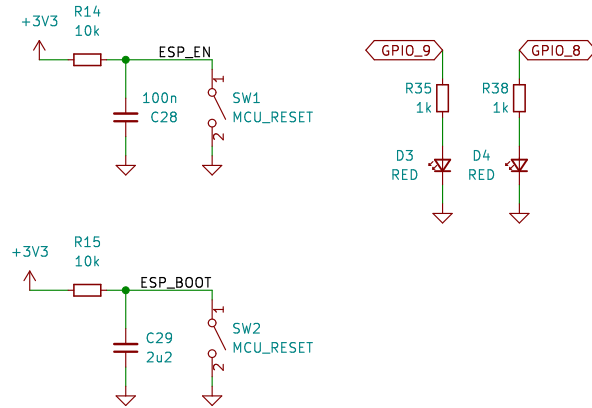 +3V3
R14
10k
ESP_EN
100n
C28
1
2
SW1
MCU_RESET
GPIO_9
GPIO_8
R35
1k
R38
1k
D3
RED
D4
RED
+3V3
R15
10k
ESP_BOOT
C29
2u2
1
2
SW2
MCU_RESET